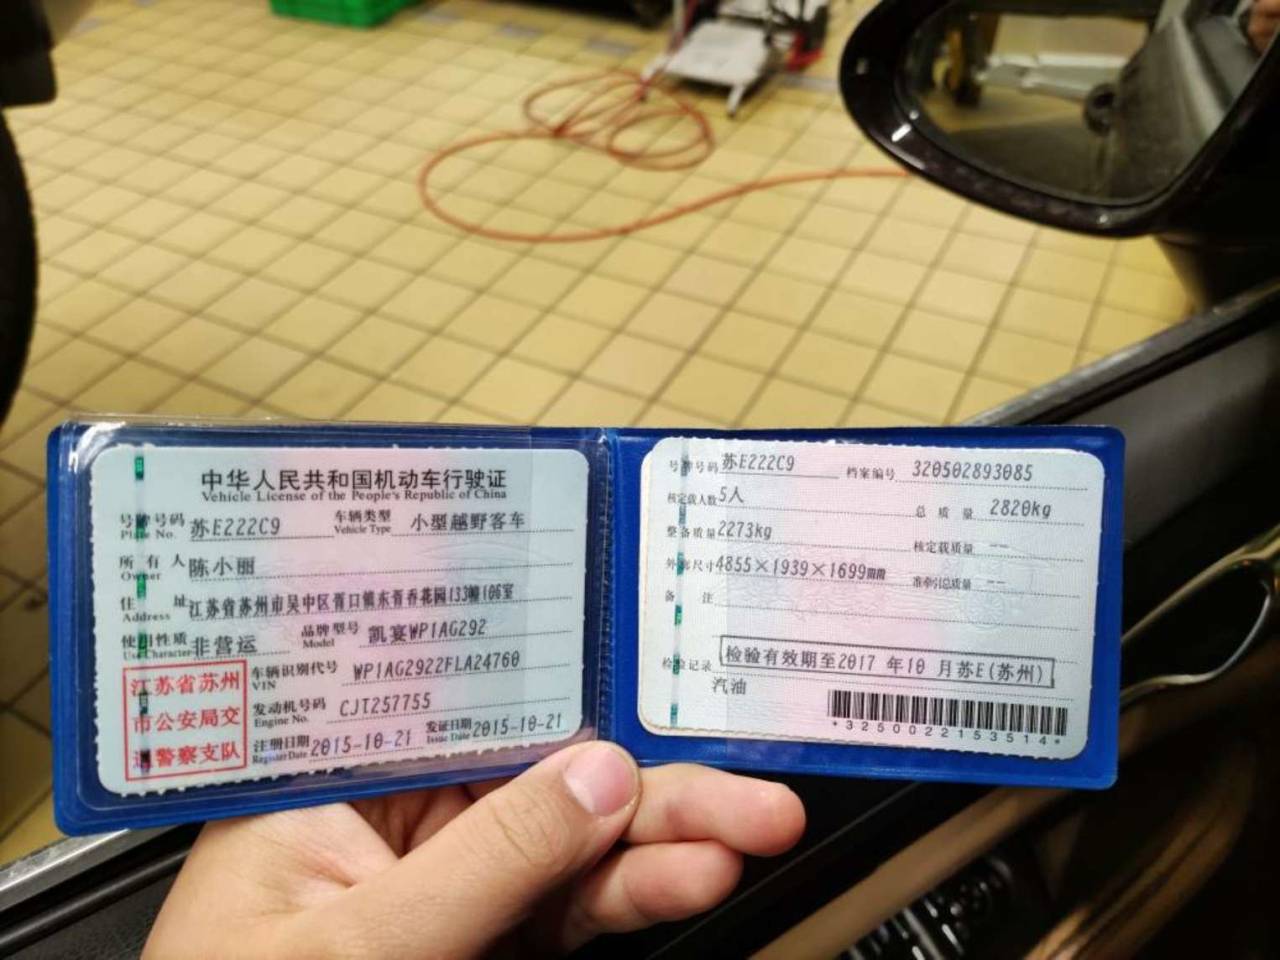 中华人民共和国机动车行驶证
Vehicle License of the People's Republic of China
号牌号码 苏E222C9 车辆类型 小型越野客车
Plate No. Vehicle Type
所有人 陈小丽
Owner
住址 江苏省苏州市吴中区胥口镇东胥香花园133幢106室
Address
使用性质 非营运 品牌型号 凯宴WP1AG292
Use Character Model
江苏省苏州
市公安局交
通警察支队
车辆识别代号 WP1AG2922FLA24760
VIN
发动机号码 CJT257755
Engine No.
注册日期 2015-10-21 发证日期 2015-10-21
Register Date Issue Date
号牌号码 苏E222C9 档案编号 320502893085
核定载人数 5人 总质量 2820kg
整备质量 2273kg 核定载质量 --
外廓尺寸 4855×1939×1699mm 准牵引总质量 --
备注
检验记录 检验有效期至2017 年10 月苏E(苏州)
汽油
*3250022153514*